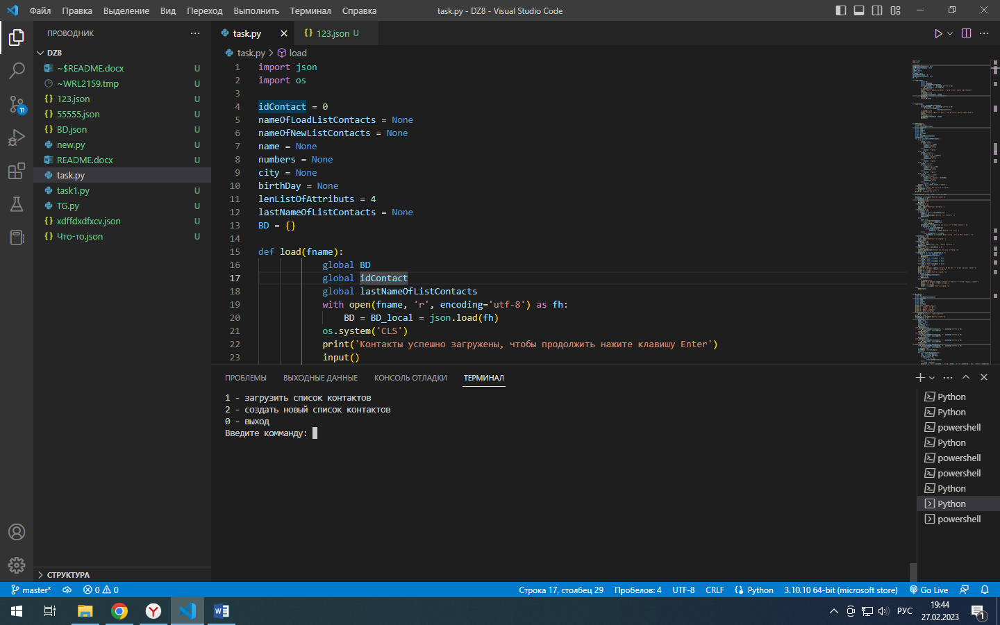 Файл Правка Выделение Вид Переход Выполнить Терминал Справка task.py - DZ8 - Visual Studio Code
ПРОВОДНИК
DZ8
~$README.docx U
~WRL2159.tmp U
123.json U
55555.json U
BD.json U
new.py U
README.docx U
task.py
task1.py U
TG.py U
xdffdxdfxcv.json U
Что-то.json U
СТРУКТУРА
11
task.py 123.json U
task.py > load
1 import json
2 import os
3
4 idContact = 0
5 nameOfLoadListContacts = None
6 nameOfNewListContacts = None
7 name = None
8 numbers = None
9 city = None
10 birthDay = None
11 lenListOfAttributs = 4
12 lastNameOfListContacts = None
13 BD = {}
14
15 def load(fname):
16 global BD
17 global idContact
18 global lastNameOfListContacts
19 with open(fname, 'r', encoding='utf-8') as fh:
20 BD = BD_local = json.load(fh)
21 os.system('CLS')
22 print('Контакты успешно загружены, чтобы продолжить нажите клавишу Enter')
23 input()
ПРОБЛЕМЫ ВЫХОДНЫЕ ДАННЫЕ КОНСОЛЬ ОТЛАДКИ ТЕРМИНАЛ
1 - загрузить список контактов
2 - создать новый список контактов
0 - выход
Введите комманду:
Python
Python
powershell
Python
powershell
powershell
Python
Python
powershell
master* 0 0 Строка 17, столбец 29 Пробелов: 4 UTF-8 CRLF Python 3.10.10 64-bit (microsoft store) Go Live
РУС 19:44
27.02.2023
1